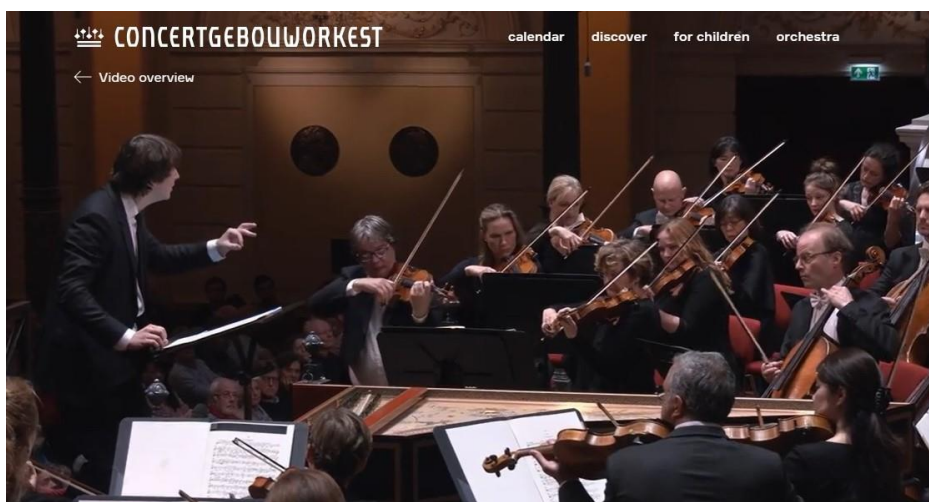 CONCERTGEBOUWORKEST
calendar discover for children orchestra
← Video overview